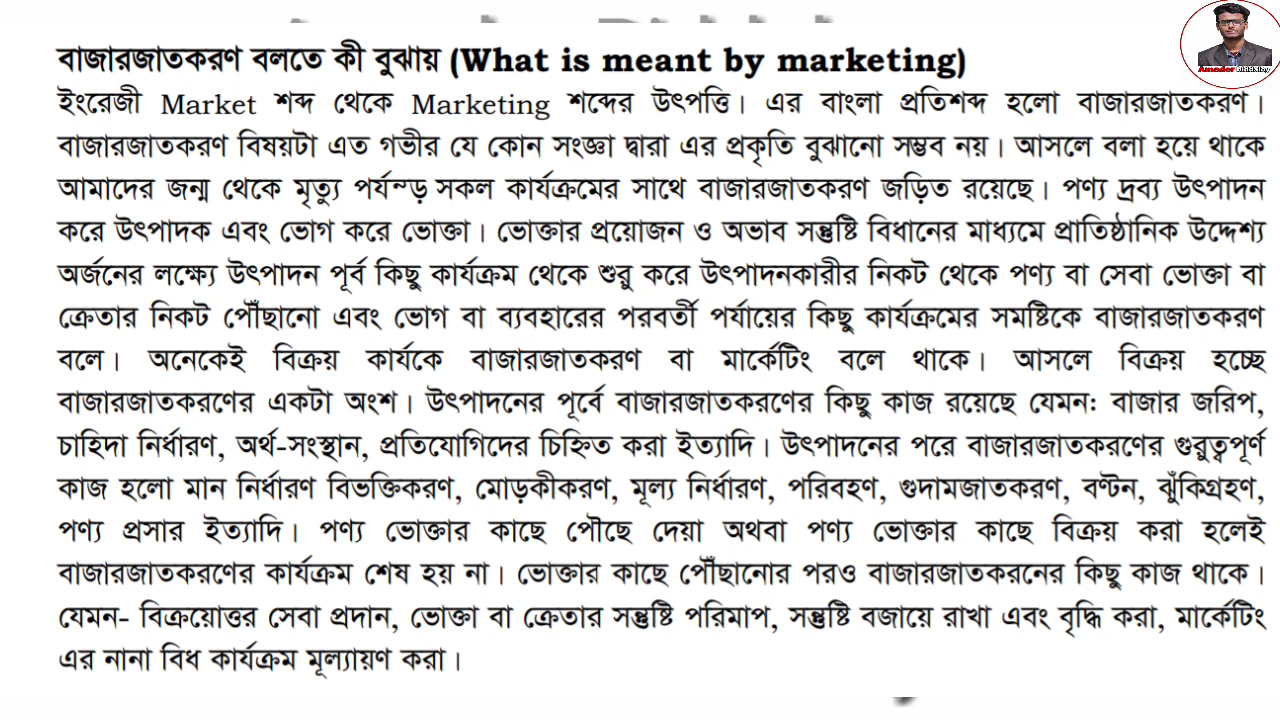 বাজারজাতকরণ বলতে কী বুঝায় (What is meant by marketing)
ইংরেজী Market শব্দ থেকে Marketing শব্দের উৎপত্তি। এর বাংলা প্রতিশব্দ হলো বাজারজাতকরণ।
বাজারজাতকরণ বিষয়টা এত গভীর যে কোন সংজ্ঞা দ্বারা এর প্রকৃতি বুঝানো সম্ভব নয়। আসলে বলা হয়ে থাকে
আমাদের জন্ম থেকে মৃত্যু পর্যস্ড় সকল কার্যক্রমের সাথে বাজারজাতকরণ জড়িত রয়েছে। পণ্য দ্রব্য উৎপাদন
করে উৎপাদক এবং ভোগ করে ভোক্তা। ভোক্তার প্রয়োজন ও অভাব সন্তুষ্টি বিধানের মাধ্যমে প্রাতিষ্ঠানিক উদ্দেশ্য
অর্জনের লক্ষ্যে উৎপাদন পূর্ব কিছু কার্যক্রম থেকে শুরু করে উৎপাদনকারীর নিকট থেকে পণ্য বা সেবা ভোক্তা বা
ক্রেতার নিকট পৌঁছানো এবং ভোগ বা ব্যবহারের পরবর্তী পর্যায়ের কিছু কার্যক্রমের সমষ্টিকে বাজারজাতকরণ
বলে। অনেকেই বিক্রয় কার্যকে বাজারজাতকরণ বা মার্কেটিং বলে থাকে। আসলে বিক্রয় হচ্ছে
বাজারজাতকরণের একটা অংশ। উৎপাদনের পূর্বে বাজারজাতকরণের কিছু কাজ রয়েছে যেমনঃ বাজার জরিপ,
চাহিদা নির্ধারণ, অর্থ-সংস্থান, প্রতিযোগিদের চিহ্নিত করা ইত্যাদি। উৎপাদনের পরে বাজারজাতকরণের গুরুত্বপূর্ণ
কাজ হলো মান নির্ধারণ বিভক্তিকরণ, মোড়কীকরণ, মূল্য নির্ধারণ, পরিবহণ, গুদামজাতকরণ, বণ্টন, ঝুঁকিগ্রহণ,
পণ্য প্রসার ইত্যাদি। পণ্য ভোক্তার কাছে পৌছে দেয়া অথবা পণ্য ভোক্তার কাছে বিক্রয় করা হলেই
বাজারজাতকরণের কার্যক্রম শেষ হয় না। ভোক্তার কাছে পৌঁছানোর পরও বাজারজাতকরনের কিছু কাজ থাকে।
যেমন- বিক্রয়োত্তর সেবা প্রদান, ভোক্তা বা ক্রেতার সন্তুষ্টি পরিমাপ, সন্তুষ্টি বজায়ে রাখা এবং বৃদ্ধি করা, মার্কেটিং
এর নানা বিধ কার্যক্রম মূল্যায়ণ করা।